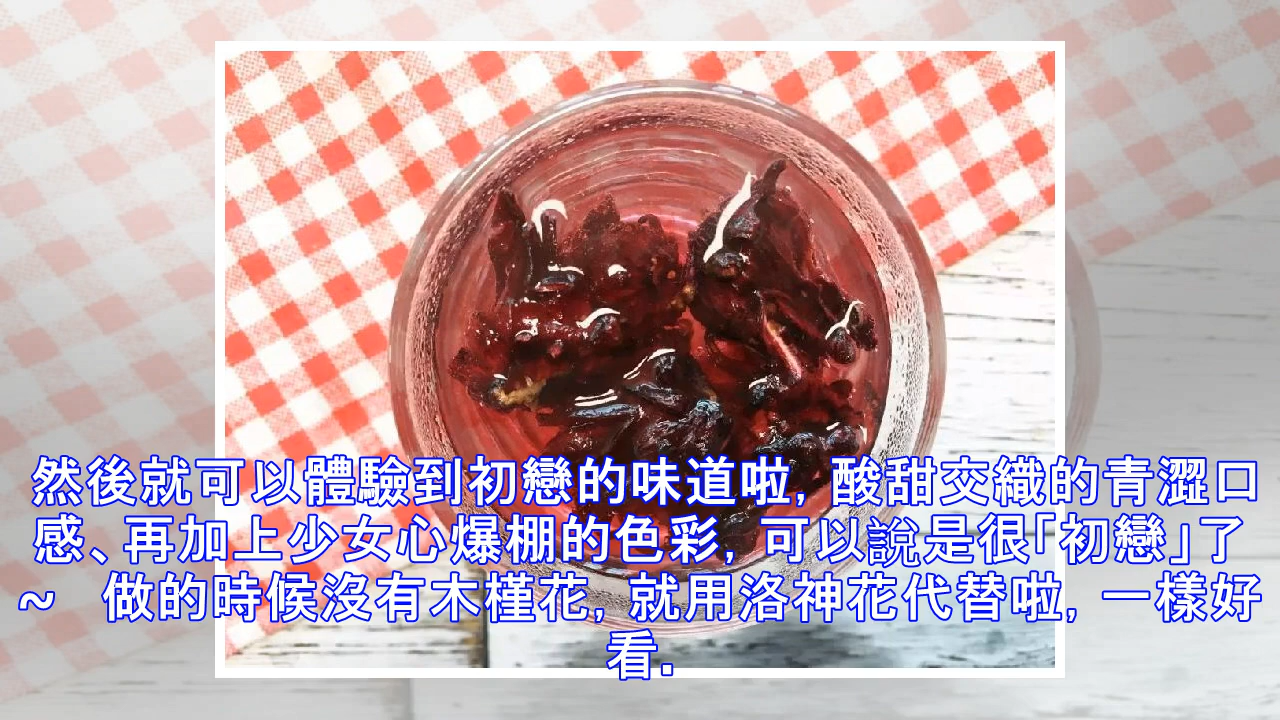 然後就可以體驗到初戀的味道啦, 酸甜交織的青澀口
感、再加上少女心爆棚的色彩, 可以說是很「初戀」了
~ 做的時候沒有木槿花, 就用洛神花代替啦, 一樣好
看.